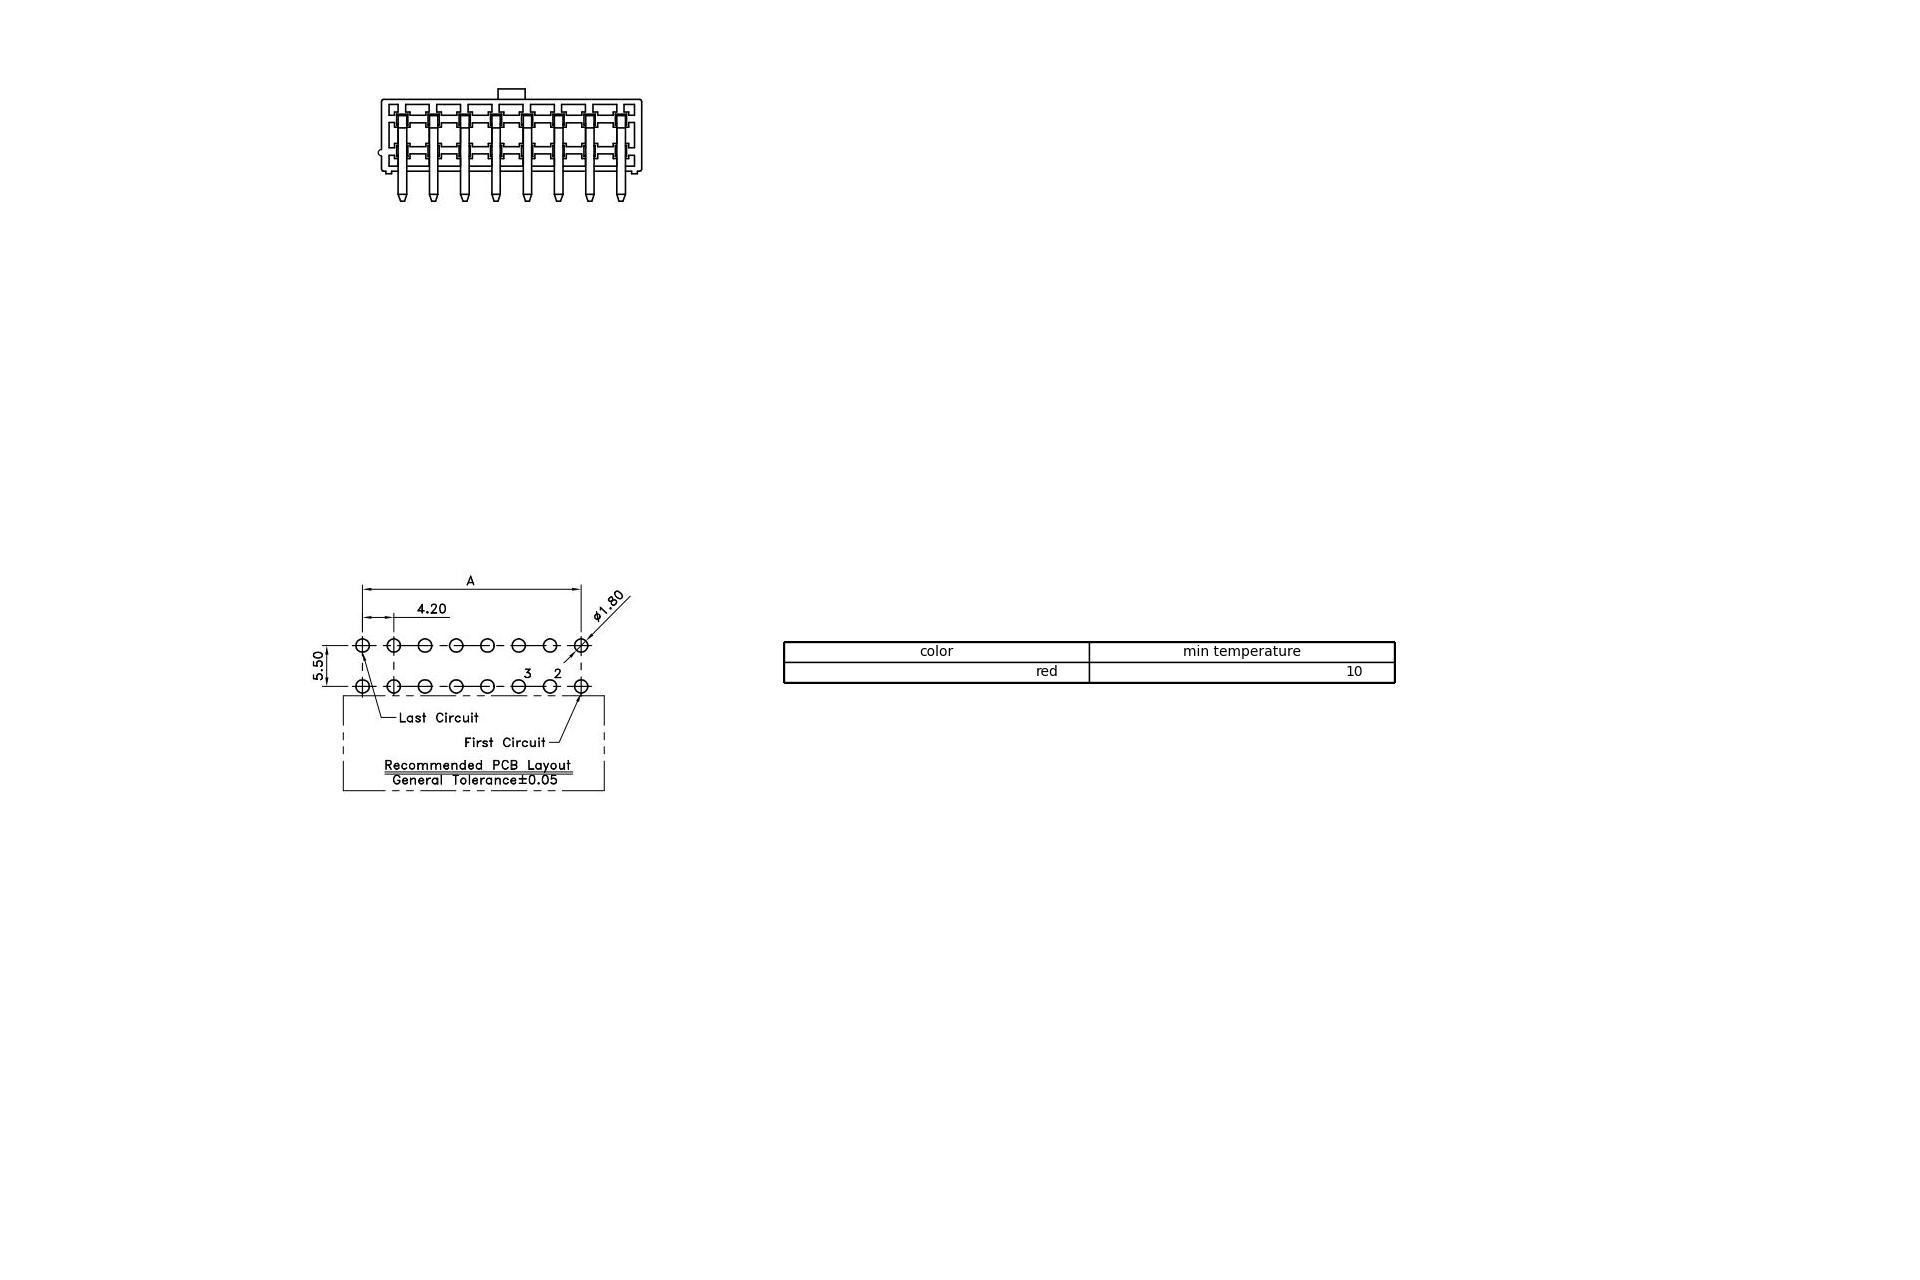 A
4.20
ø1.80
5.50
3 2
Last Circuit
First Circuit
Recommended PCB Layout
General Tolerance±0.05
color min temperature
red 10